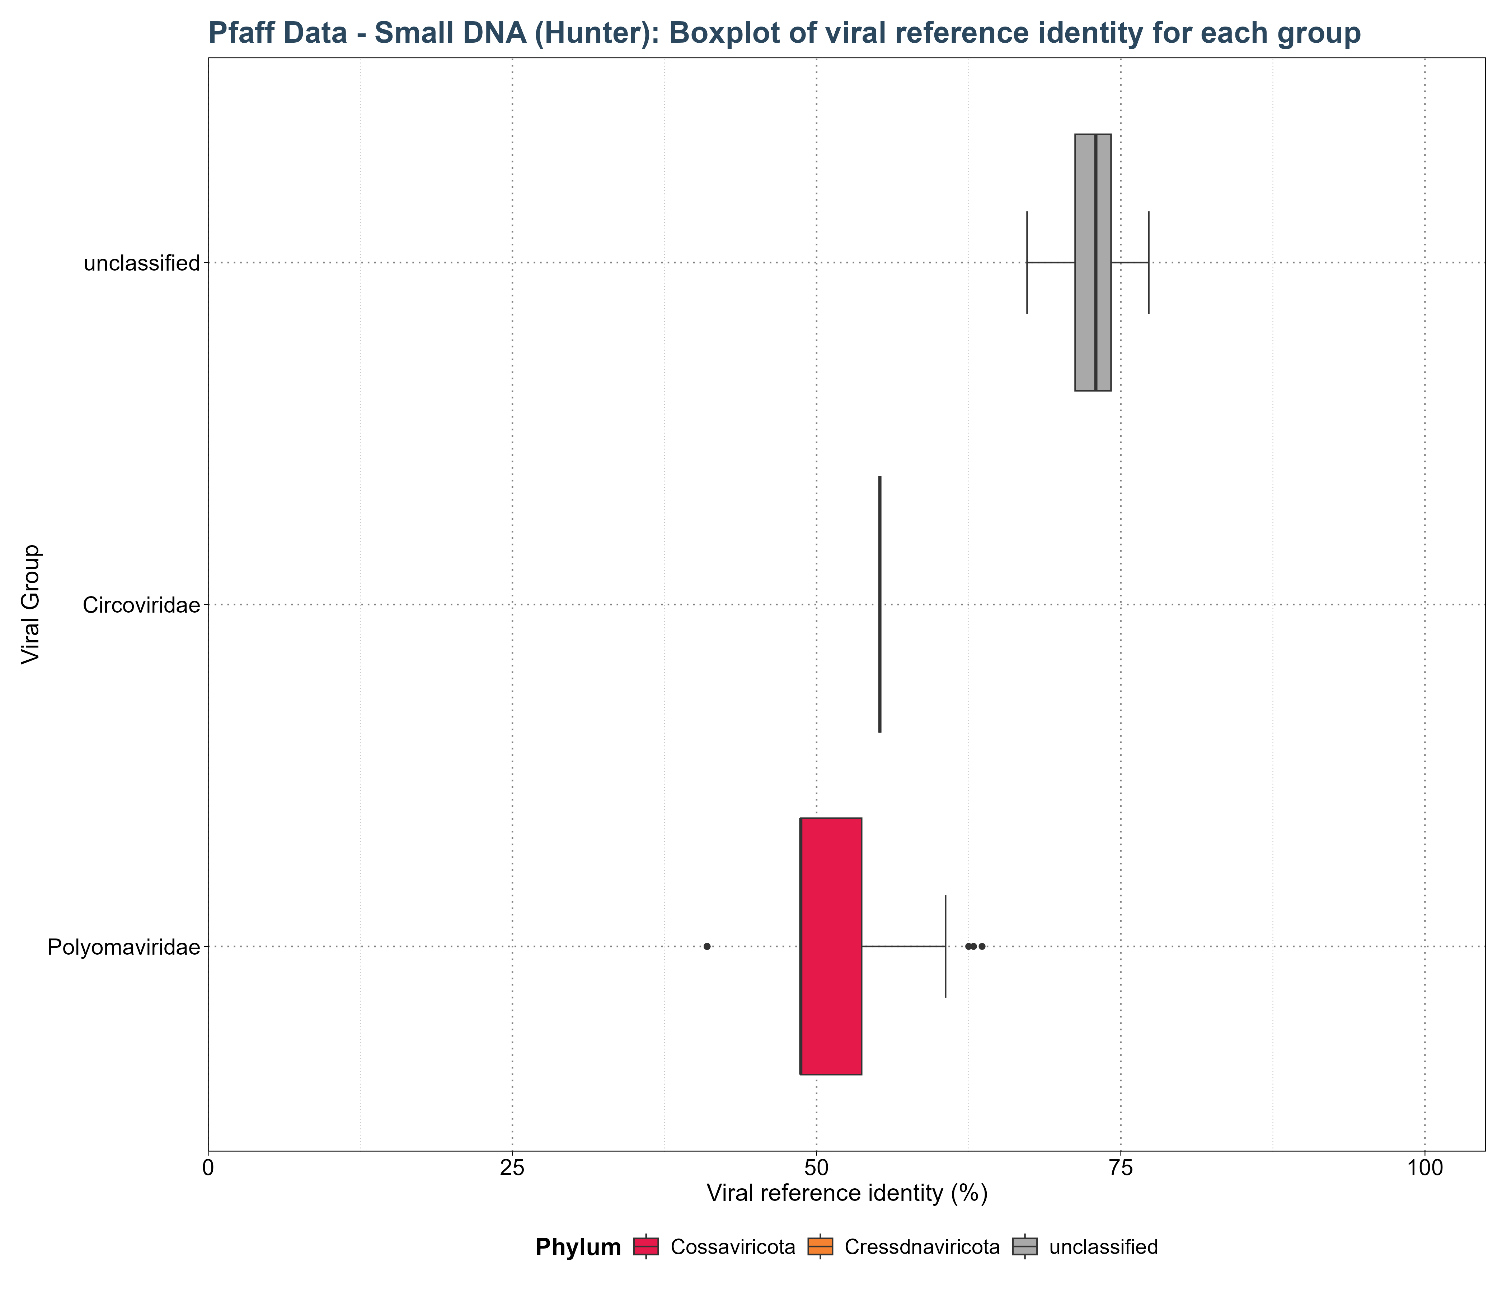 Pfaff Data - Small DNA (Hunter): Boxplot of viral reference identity for each group
Viral Group
unclassified
Circoviridae
Polyomaviridae
0 25 50 75 100
Viral reference identity (%)
Phylum Cossaviricota Cressdnaviricota unclassified